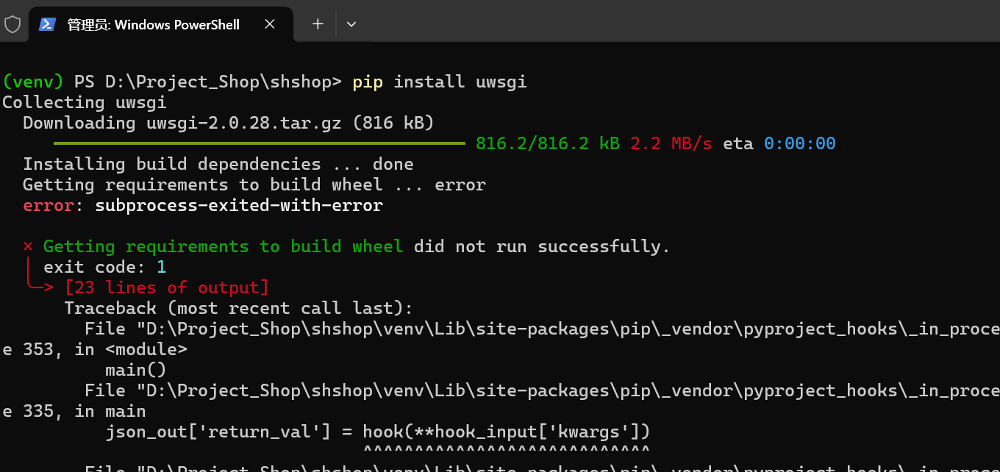 管理员: Windows PowerShell
(venv) PS D:\Project_Shop\shshop> pip install uwsgi
Collecting uwsgi
Downloading uwsgi-2.0.28.tar.gz (816 kB)
816.2/816.2 kB 2.2 MB/s eta 0:00:00
Installing build dependencies ... done
Getting requirements to build wheel ... error
error: subprocess-exited-with-error
× Getting requirements to build wheel did not run successfully.
exit code: 1
[23 lines of output]
Traceback (most recent call last):
File "D:\Project_Shop\shshop\venv\Lib\site-packages\pip\_vendor\pyproject_hooks\_in_proce
e 353, in <module>
main()
File "D:\Project_Shop\shshop\venv\Lib\site-packages\pip\_vendor\pyproject_hooks\_in_proce
e 335, in main
json_out['return_val'] = hook(**hook_input['kwargs'])
^^^^^^^^^^^^^^^^^^^^^^^^^^^^
File "D:\Project_Shop\shshop\venv\Lib\site-packages\pip\_vendor\pyproject_hooks\_in_proce